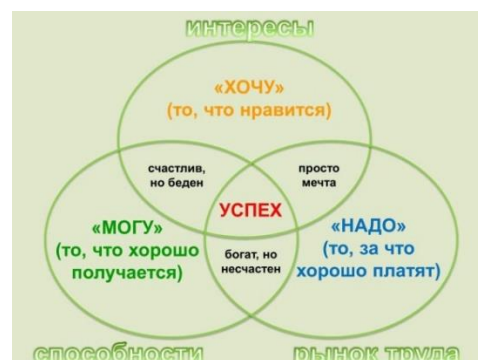 интересы
«ХОЧУ»
(то, что нравится)
счастлив,
но беден
просто
мечта
УСПЕХ
«МОГУ»
(то, что хорошо
получается)
«НАДО»
(то, за что
хорошо платят)
богат, но
несчастен
способности
рынок труда